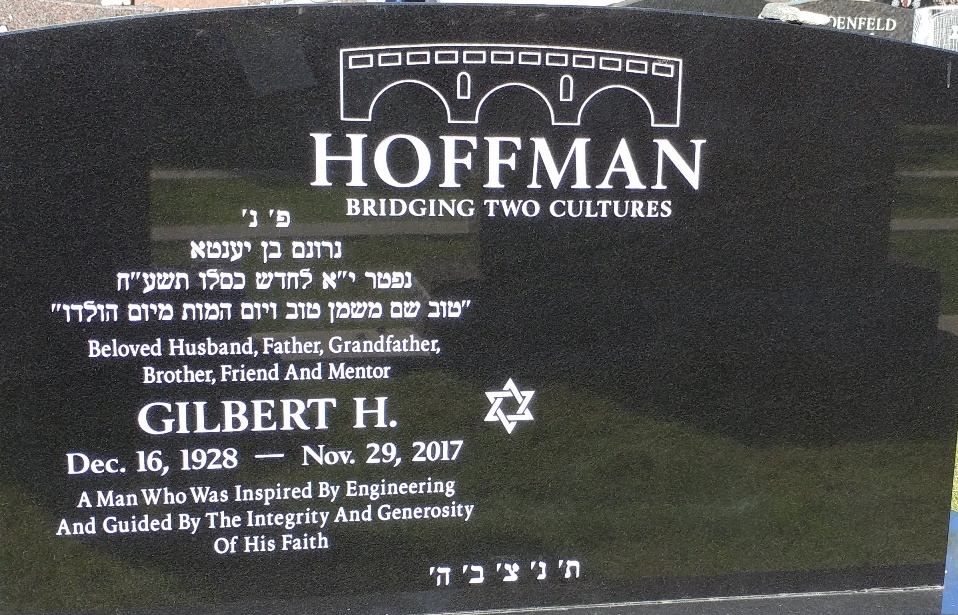 DENFELD
HOFFMAN
BRIDGING TWO CULTURES
פ׳ נ׳
נרונם בן יענטא
נפטר י״א לחדש כסלו תשע״ח
"טוב שם משמן טוב ויום המות מיום הולדו"
Beloved Husband, Father, Grandfather,
Brother, Friend And Mentor
GILBERT H.
Dec. 16, 1928 — Nov. 29, 2017
A Man Who Was Inspired By Engineering
And Guided By The Integrity And Generosity
Of His Faith
ת׳ נ׳ צ׳ ב׳ ה׳